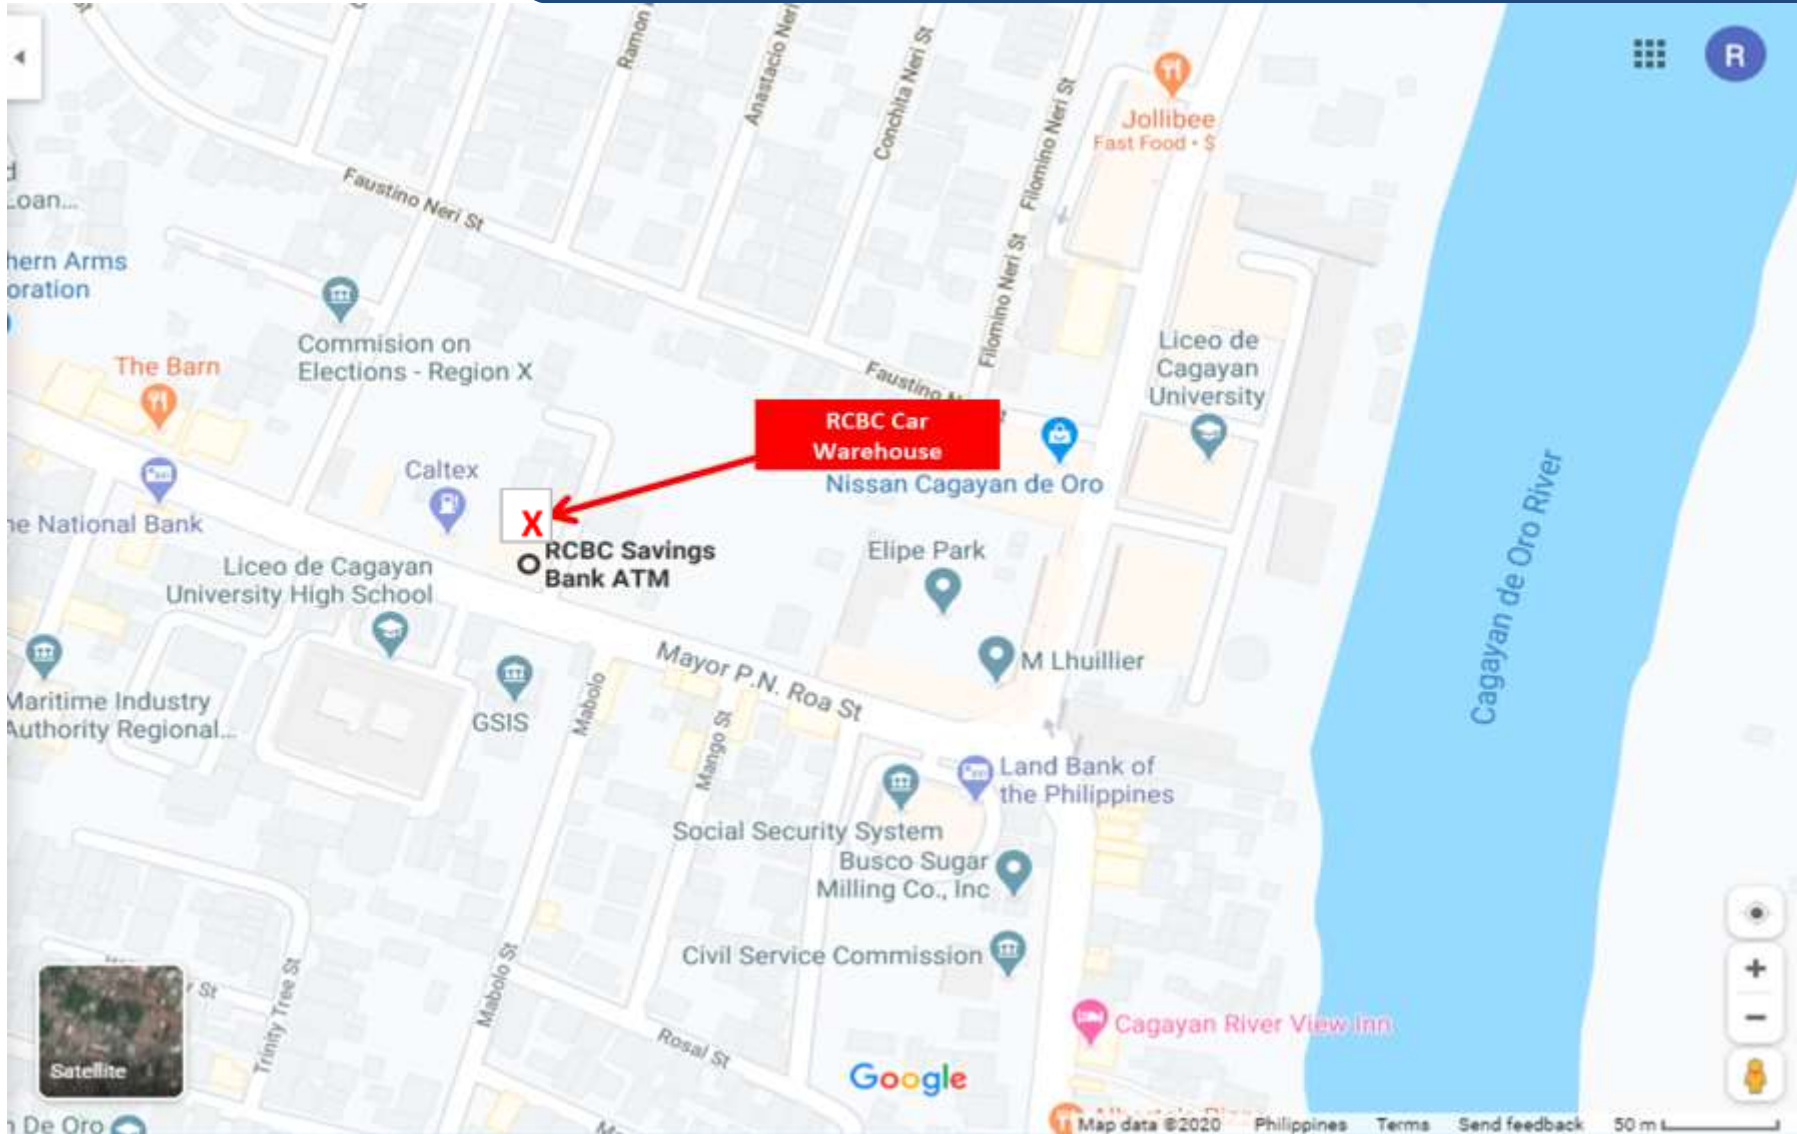 Ramon
Anastacio Neri
Conchita Neri St
Filomino Neri St
Jollibee
Fast Food • $
R
Faustino Neri St
Loan...
hern Arms
oration
Filomino Neri St
Commision on
Elections - Region X
The Barn
Liceo de
Cagayan
University
Faustino N
RCBC Car
Warehouse
Nissan Cagayan de Oro
Caltex
X
ne National Bank
RCBC Savings
Bank ATM
Liceo de Cagayan
University High School
Elipe Park
Cagayan de Oro River
M Lhuillier
Mayor P.N. Roa St
Maritime Industry
Authority Regional...
GSIS
Mabolo
Mango St
Land Bank of
the Philippines
Social Security System
Busco Sugar
Milling Co., Inc
Civil Service Commission
Mabolo St
Trinity Tree St
St
Cagayan River View Inn
Rosal St
Satellite
Google
De Oro
Map data ©2020 Philippines Terms Send feedback 50 m